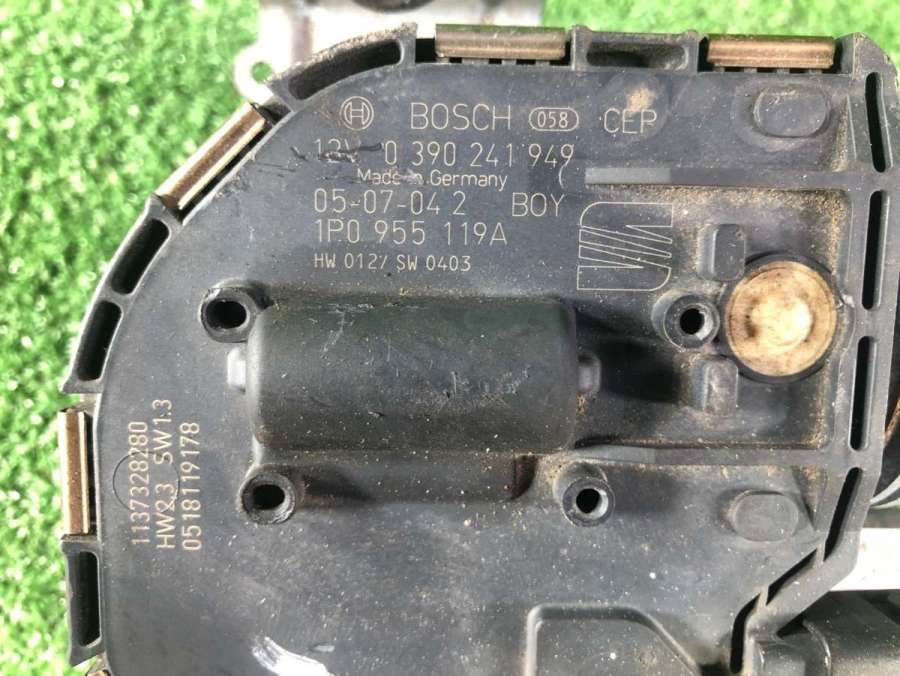 BOSCH 058 CEP
12V 0 390 241 949
Made in Germany
05-07-04 2 BOY
1P0 955 119A
HW 012/ SW 0403
1137328280
HW2.3 SW1.3
0518119178